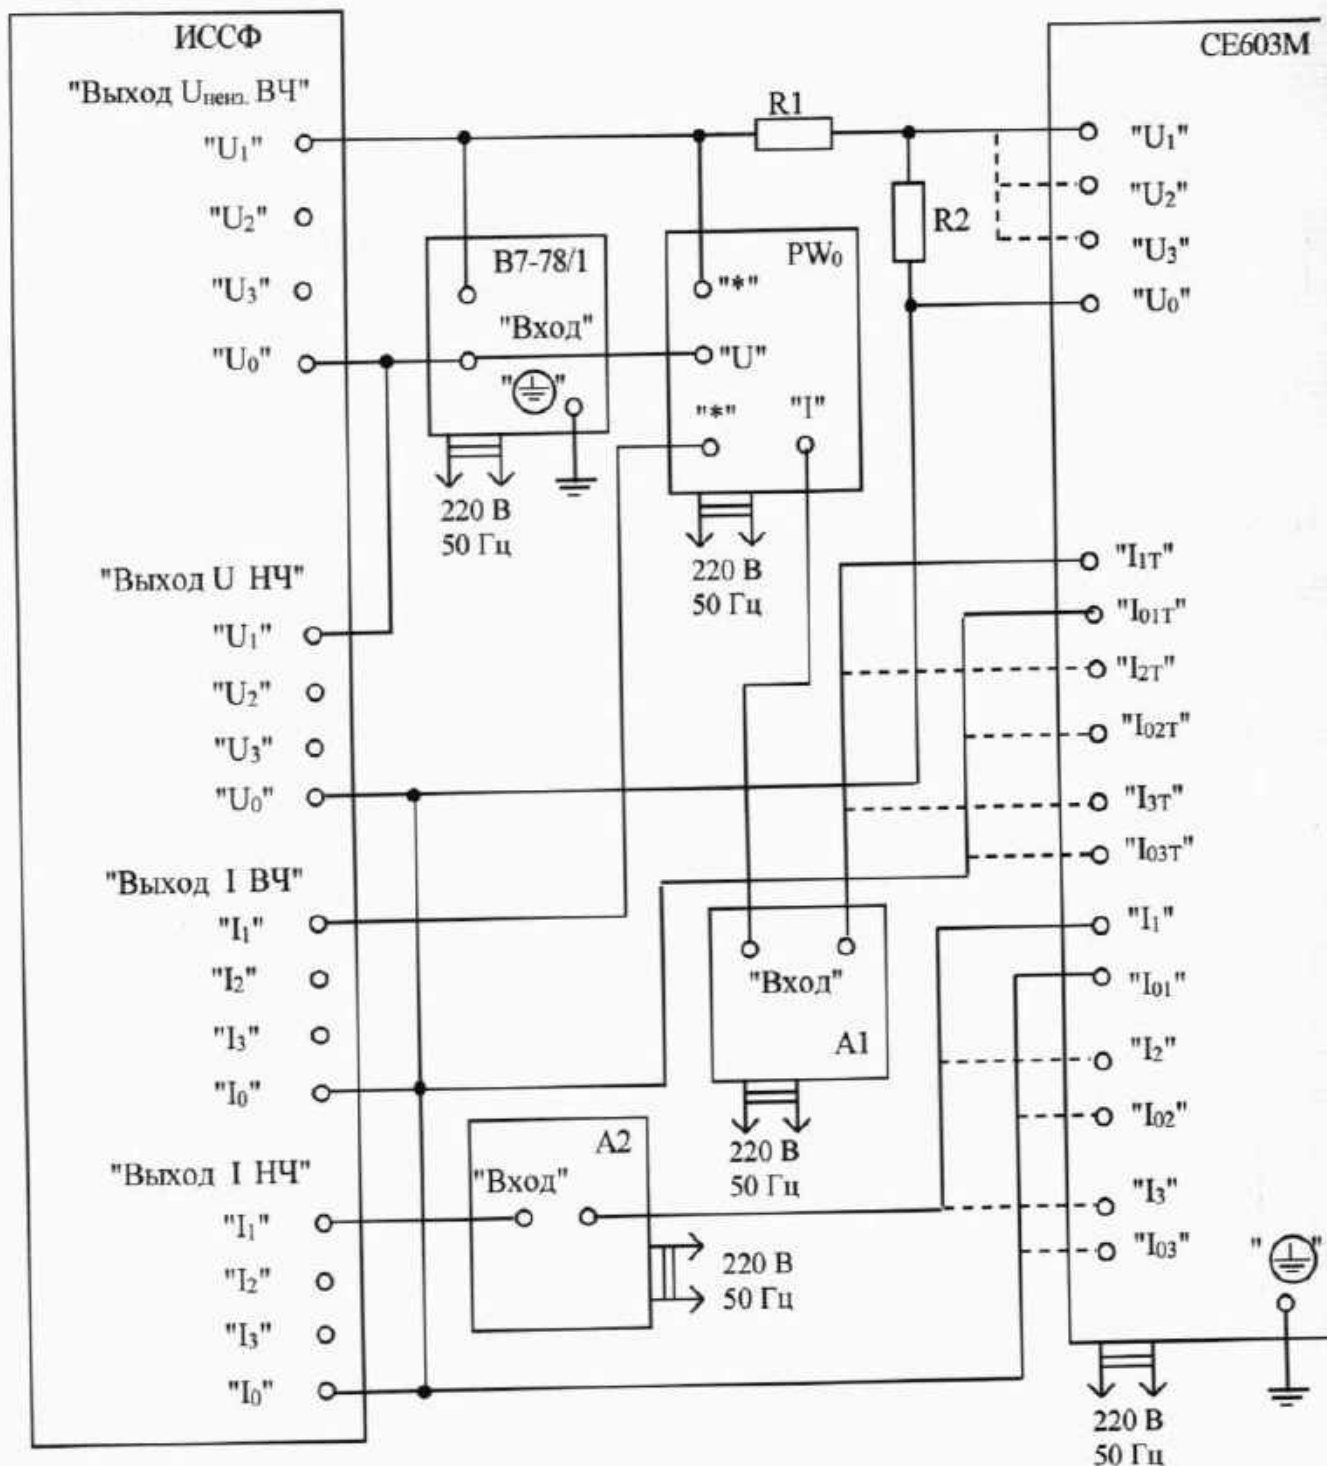 ИССФ
"Выход Uнеиз. ВЧ"
"U₁"
"U₂"
"U₃"
"U₀"
"Выход U НЧ"
"U₁"
"U₂"
"U₃"
"U₀"
"Выход I ВЧ"
"I₁"
"I₂"
"I₃"
"I₀"
"Выход I НЧ"
"I₁"
"I₂"
"I₃"
"I₀"
В7-78/1
"Вход"
" "
220 В
50 Гц
PW₀
"*"
"U"
"*" "I"
220 В
50 Гц
R1
R2
A1
"Вход"
220 В
50 Гц
A2
"Вход"
220 В
50 Гц
СЕ603М
"U₁"
"U₂"
"U₃"
"U₀"
"I₁T"
"I₀₁T"
"I₂T"
"I₀₂T"
"I₃T"
"I₀₃T"
"I₁"
"I₀₁"
"I₂"
"I₀₂"
"I₃"
"I₀₃"
" "
220 В
50 Гц